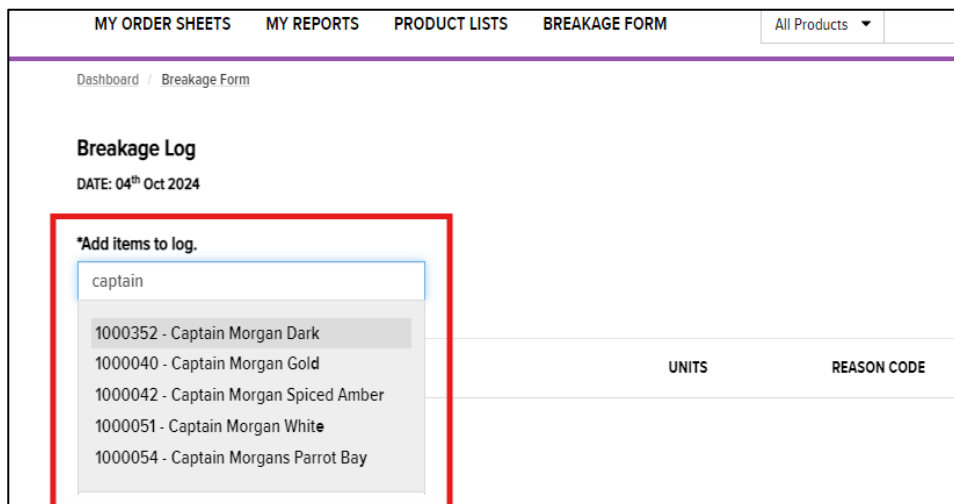 MY ORDER SHEETS MY REPORTS PRODUCT LISTS BREAKAGE FORM All Products
Dashboard / Breakage Form
Breakage Log
DATE: 04th Oct 2024
*Add items to log.
captain
1000352 - Captain Morgan Dark
1000040 - Captain Morgan Gold
UNITS REASON CODE
1000042 - Captain Morgan Spiced Amber
1000051 - Captain Morgan White
1000054 - Captain Morgans Parrot Bay